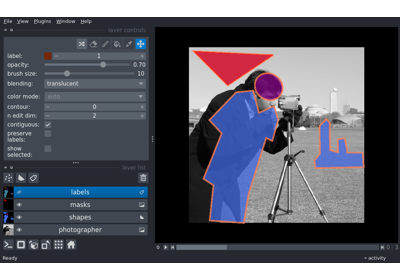 File View Plugins Window Help
layer controls
label: 1
opacity: 0.70
brush size: 10
blending: translucent
color mode: auto
contour: 0
n edit dim: 2
contiguous:
preserve
labels:
show
selected:
layer list
labels
masks
shapes
photographer
Ready
activity